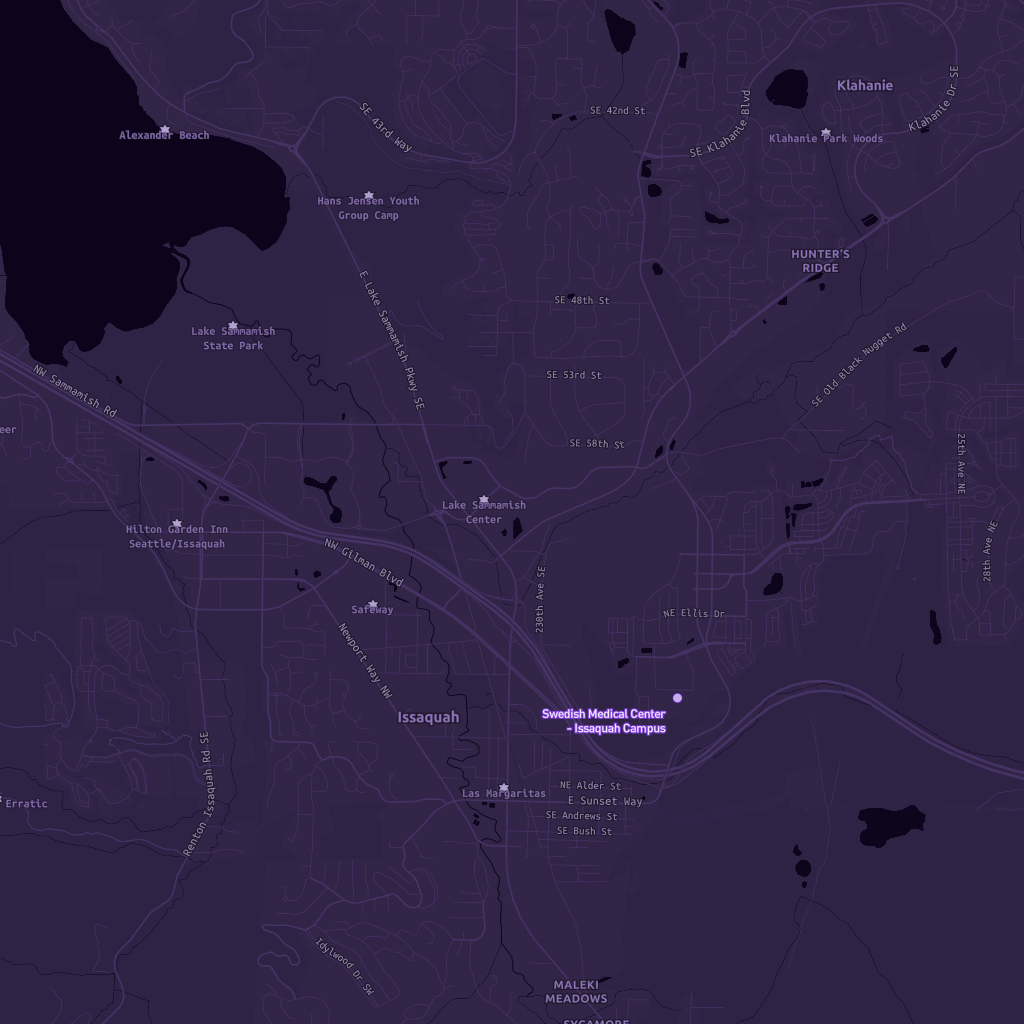 Klahanie
SE 42nd St
SE Klahanie Blvd
Klahanie Dr SE
SE 43rd Way
Alexander Beach
Klahanie Park Woods
Hans Jensen Youth
Group Camp
HUNTER'S
RIDGE
E Lake Sammamish Pkwy SE
SE 48th St
Lake Sammamish
State Park
SE Old Black Nugget Rd
NW Sammamish Rd
SE 53rd St
eer
SE 58th St
25th Ave NE
Lake Sammamish
Center
Hilton Garden Inn
Seattle/Issaquah
NW Gilman Blvd
28th Ave NE
230th Ave SE
Safeway
NE Ellis Dr
Newport Way NW
Swedish Medical Center
- Issaquah Campus
Issaquah
Renton Issaquah Rd SE
NE Alder St
Las Margaritas
E Sunset Way
Erratic
SE Andrews St
SE Bush St
Idylwood Dr SW
MALEKI
MEADOWS
SYCAMORE